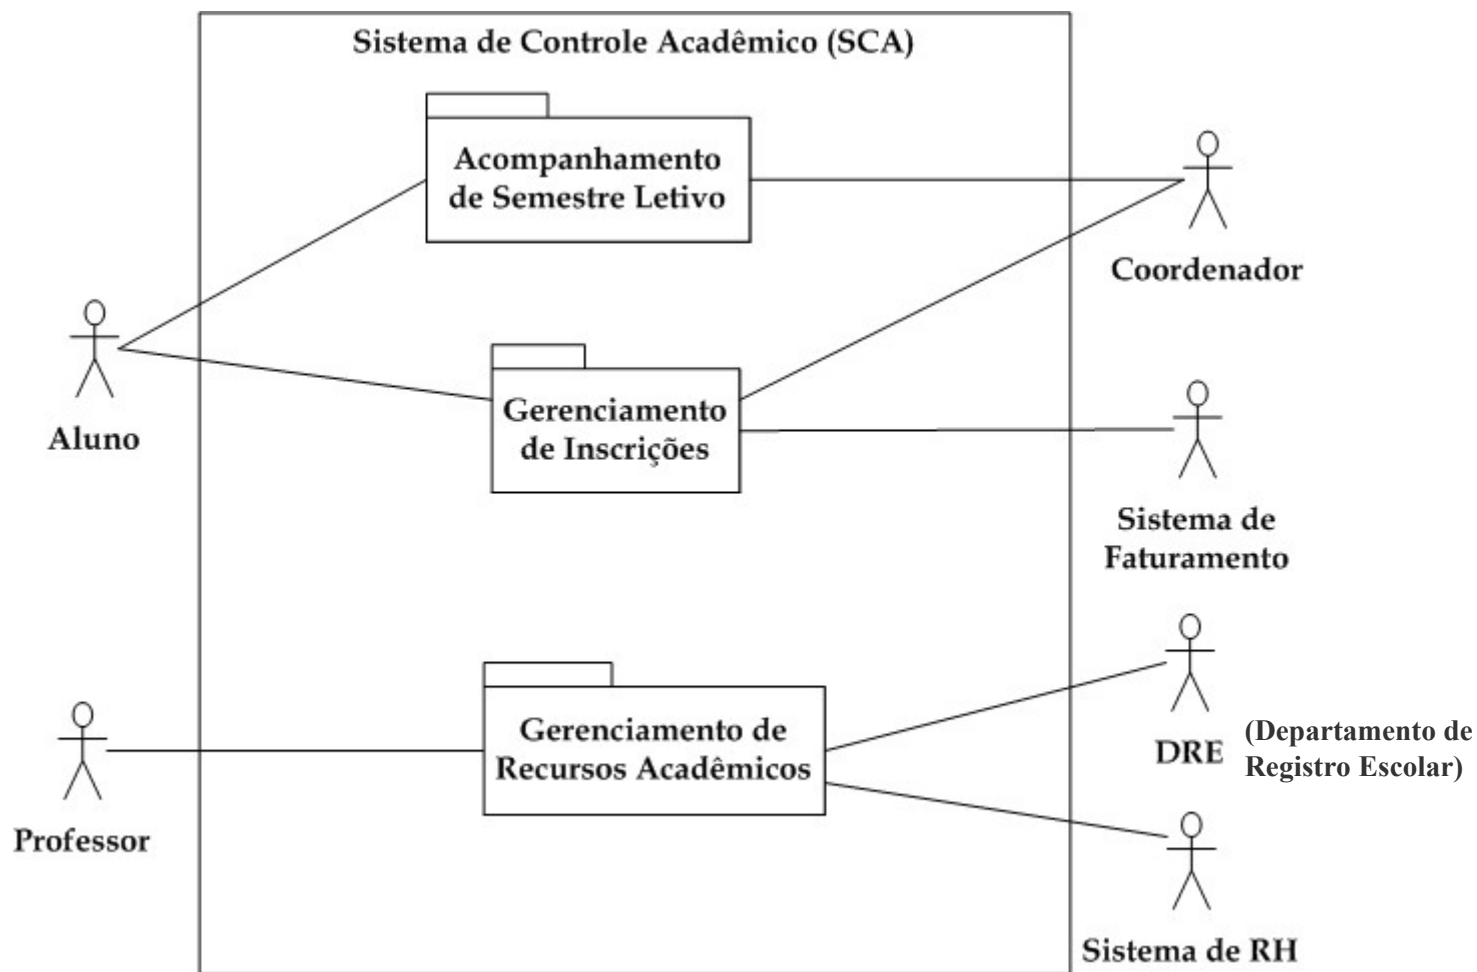 Sistema de Controle Acadêmico (SCA)
Acompanhamento
de Semestre Letivo
Coordenador
Gerenciamento
de Inscrições
Aluno
Sistema de
Faturamento
Gerenciamento de
Recursos Acadêmicos
DRE
(Departamento de
Registro Escolar)
Professor
Sistema de RH